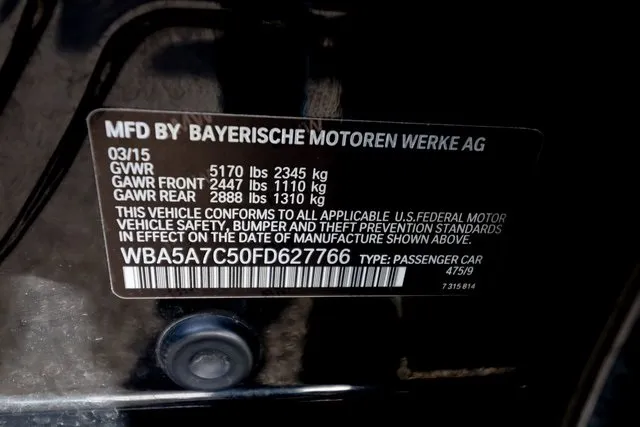 MFD BY BAYERISCHE MOTOREN WERKE AG
03/15
GVWR 5170 lbs 2345 kg
GAWR FRONT 2447 lbs 1110 kg
GAWR REAR 2888 lbs 1310 kg
THIS VEHICLE CONFORMS TO ALL APPLICABLE U.S.FEDERAL MOTOR
VEHICLE SAFETY, BUMPER AND THEFT PREVENTION STANDARDS
IN EFFECT ON THE DATE OF MANUFACTURE SHOWN ABOVE.
WBA5A7C50FD627766 TYPE: PASSENGER CAR
475/9
7 315 814